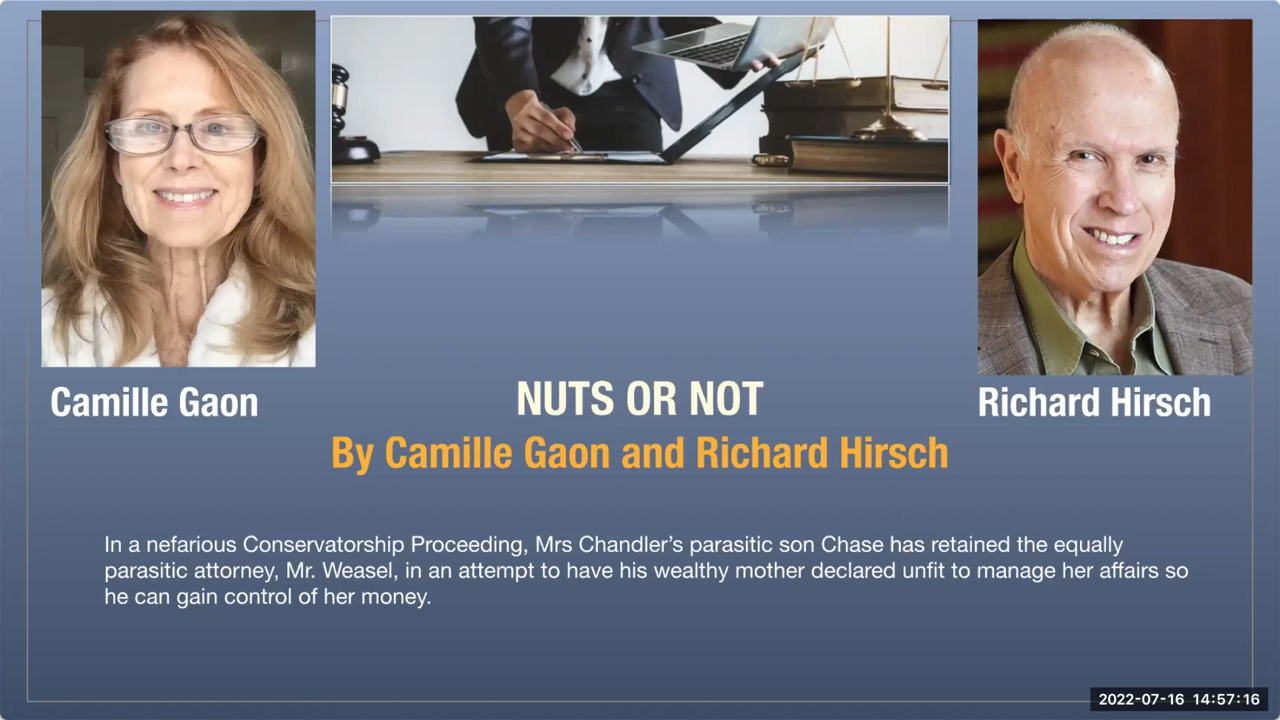 Camille Gaon
NUTS OR NOT
Richard Hirsch
By Camille Gaon and Richard Hirsch
In a nefarious Conservatorship Proceeding, Mrs Chandler's parasitic son Chase has retained the equally
parasitic attorney, Mr. Weasel, in an attempt to have his wealthy mother declared unfit to manage her affairs so
he can gain control of her money.
2022-07-16 14:57:16